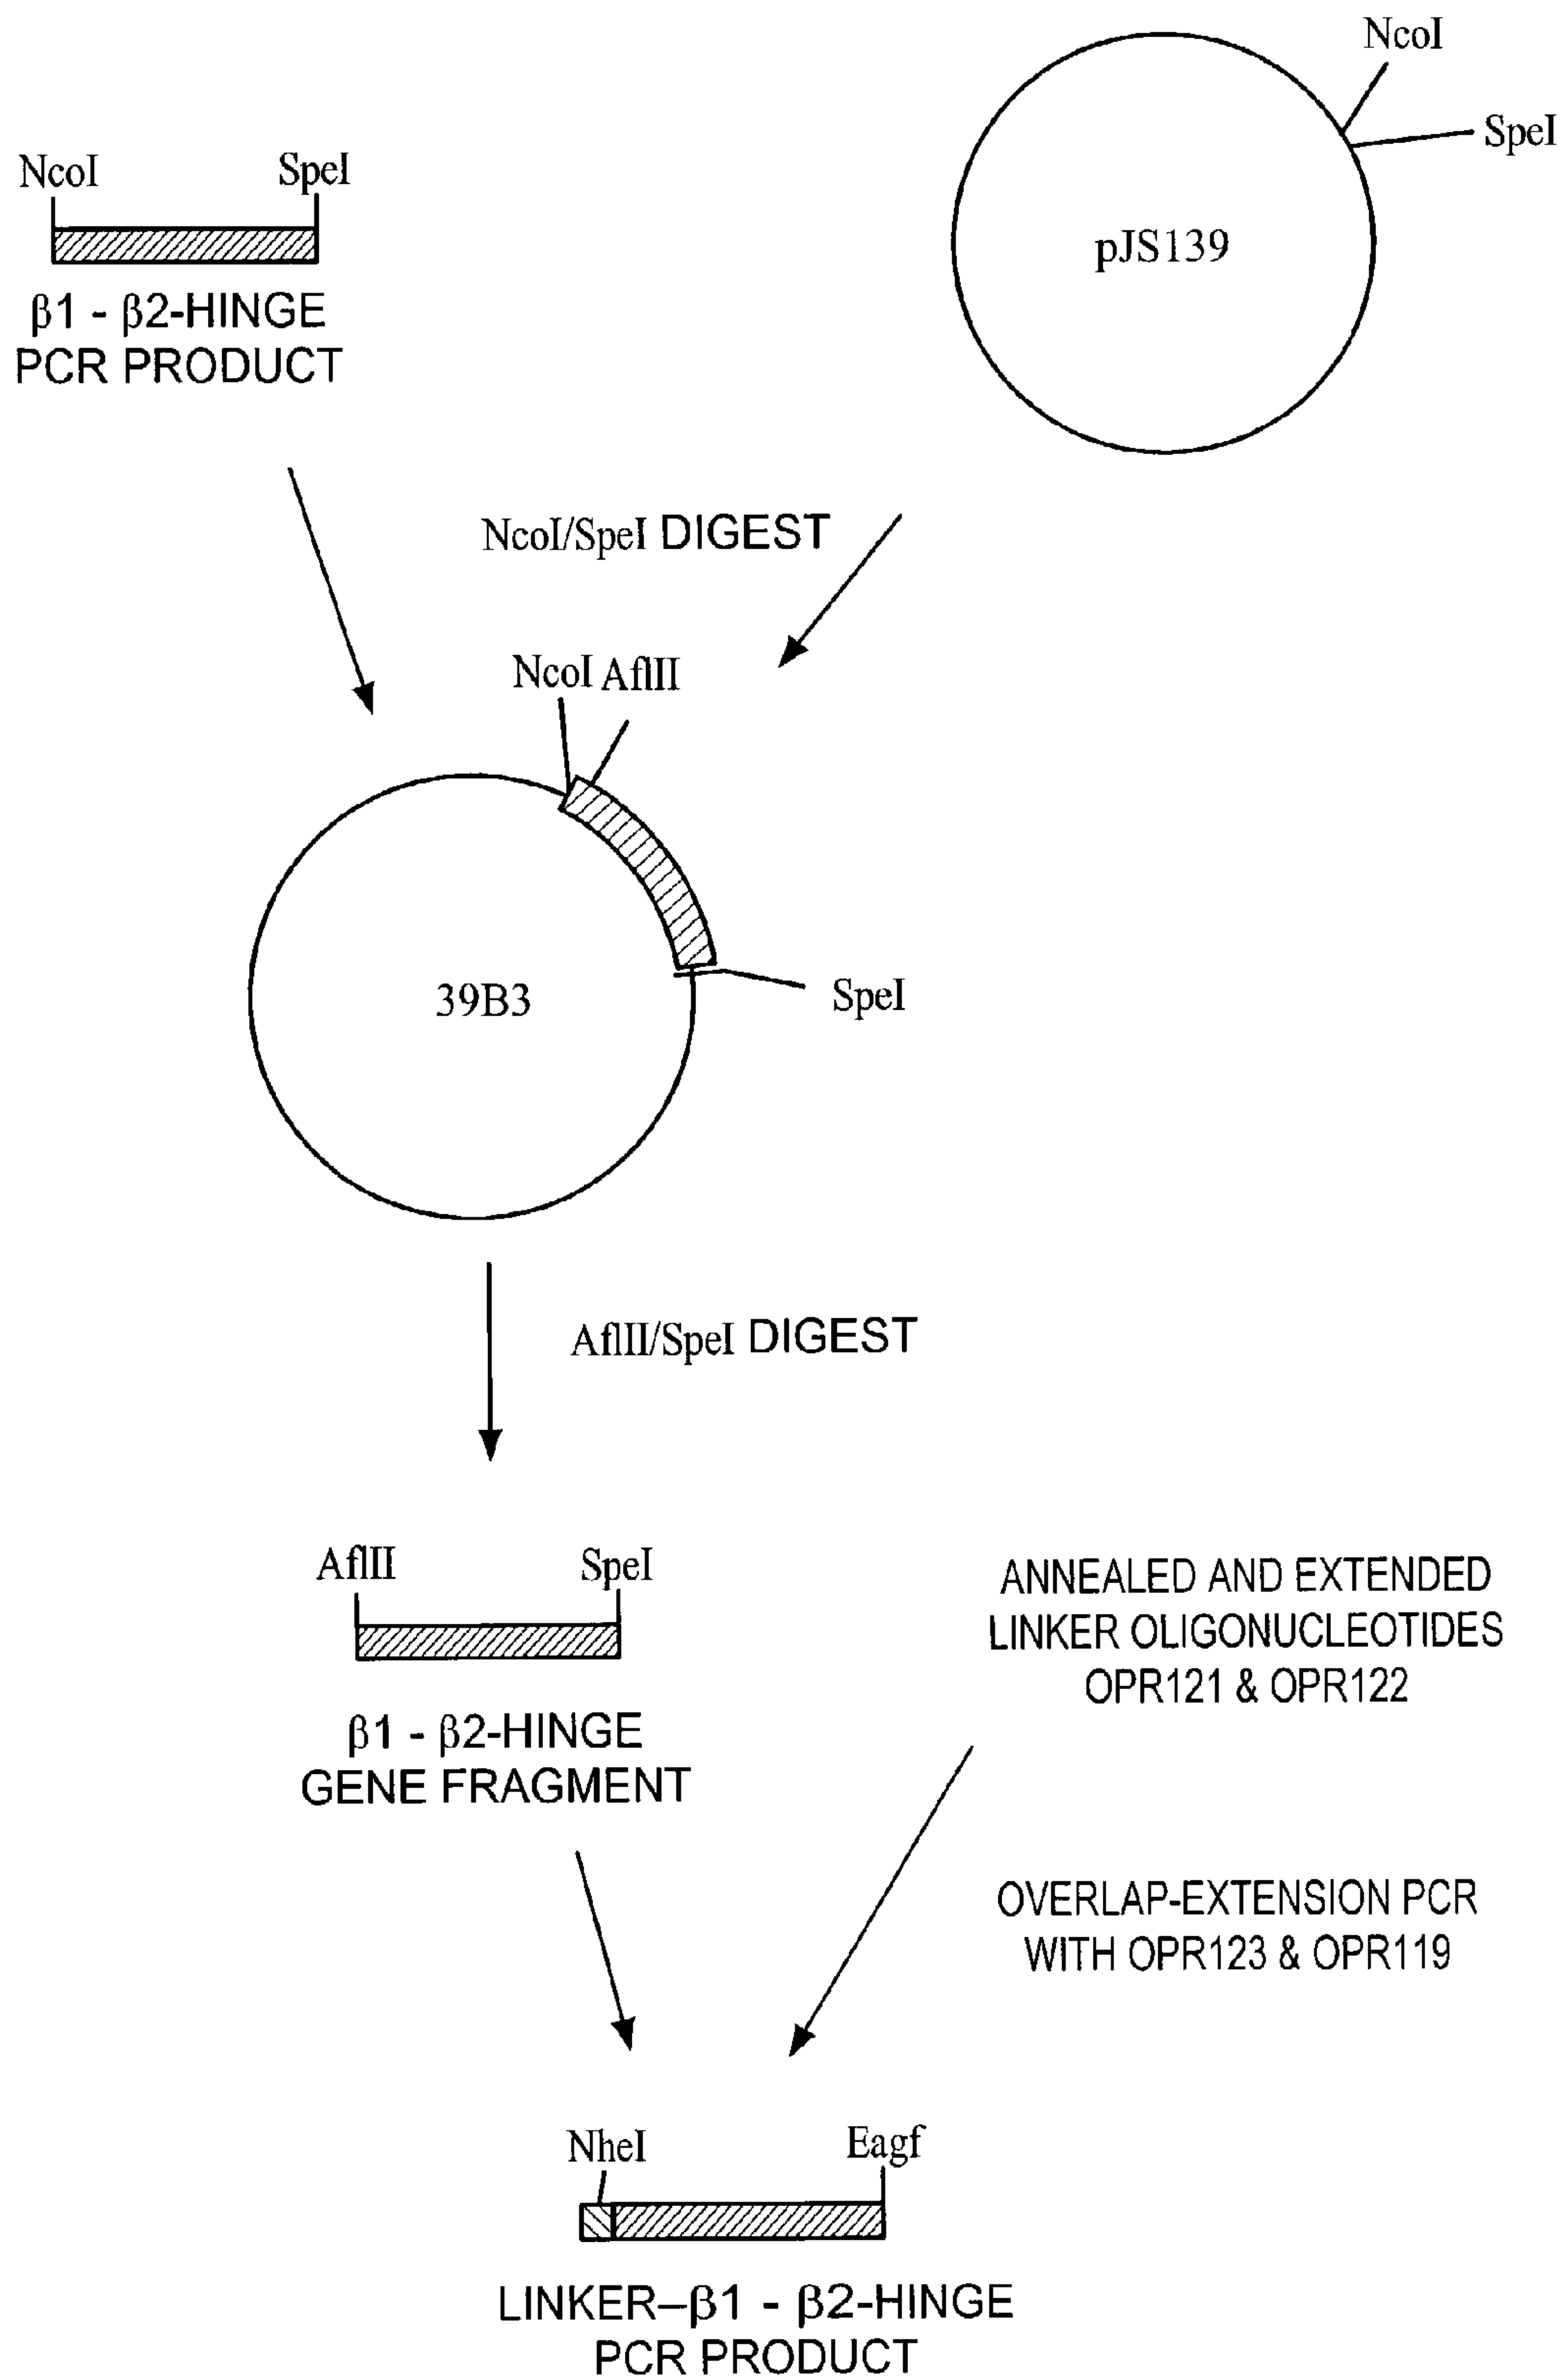 NcoI
SpeI
pJS139
NcoI
SpeI
β1 - β2-HINGE
PCR PRODUCT
NcoI/SpeI DIGEST
NcoI AflII
39B3
SpeI
AflII/SpeI DIGEST
AflII
SpeI
β1 - β2-HINGE
GENE FRAGMENT
ANNEALED AND EXTENDED
LINKER OLIGONUCLEOTIDES
OPR121 & OPR122
OVERLAP-EXTENSION PCR
WITH OPR123 & OPR119
NheI
Eagf
LINKER–β1 - β2-HINGE
PCR PRODUCT